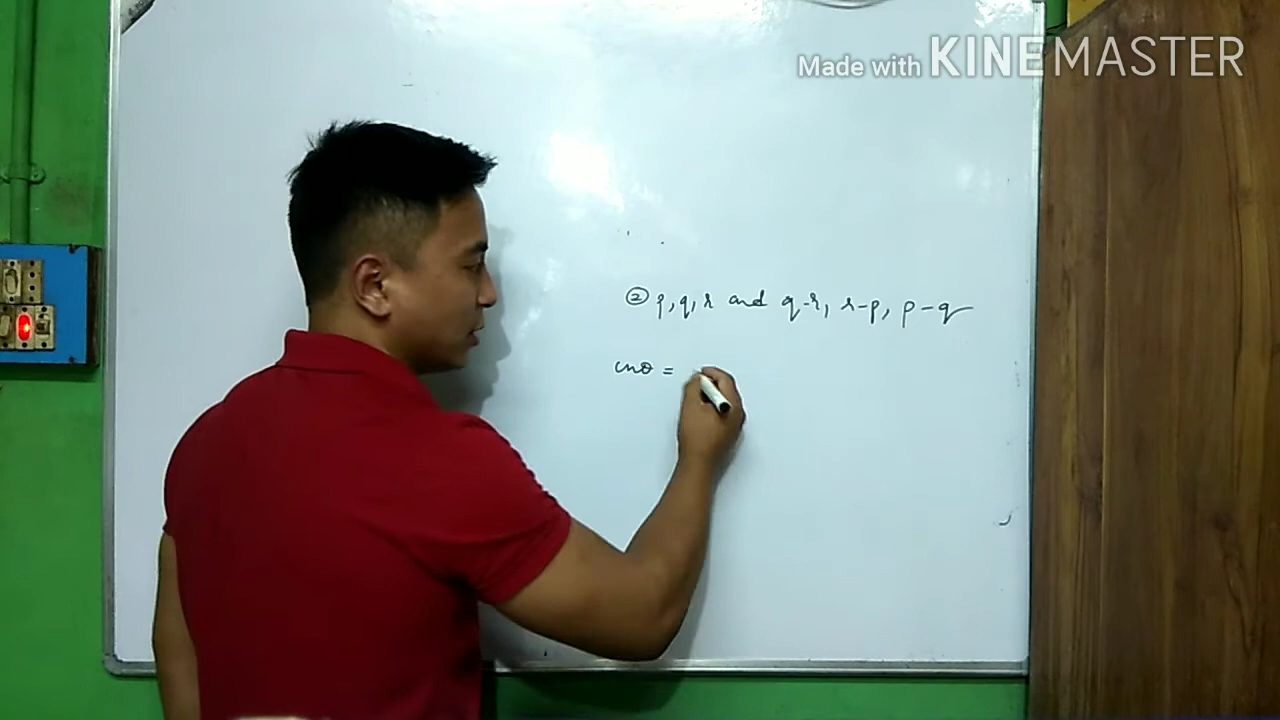 Made with KINEMASTER
② p, q, r and q-r, r-p, p-q
cosθ =